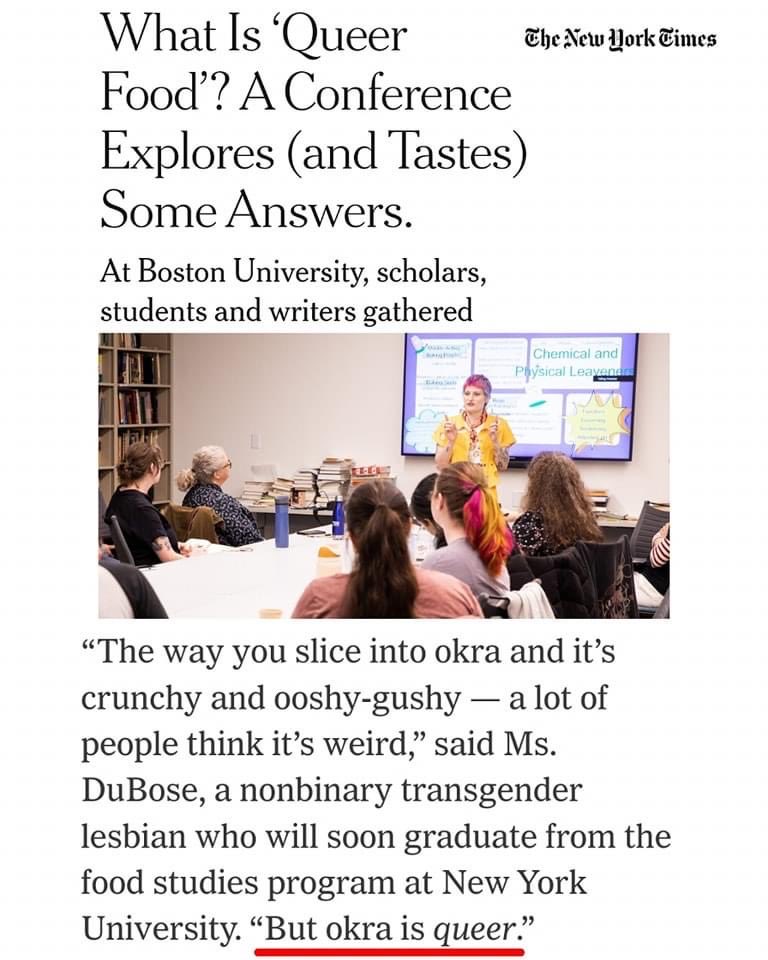 What Is ‘Queer
The New York Times
Food’? A Conference
Explores (and Tastes)
Some Answers.
At Boston University, scholars,
students and writers gathered
Chemical and
Physical Leaveners
“The way you slice into okra and it’s
crunchy and ooshy-gushy — a lot of
people think it’s weird,” said Ms.
DuBose, a nonbinary transgender
lesbian who will soon graduate from the
food studies program at New York
University. “But okra is queer.”